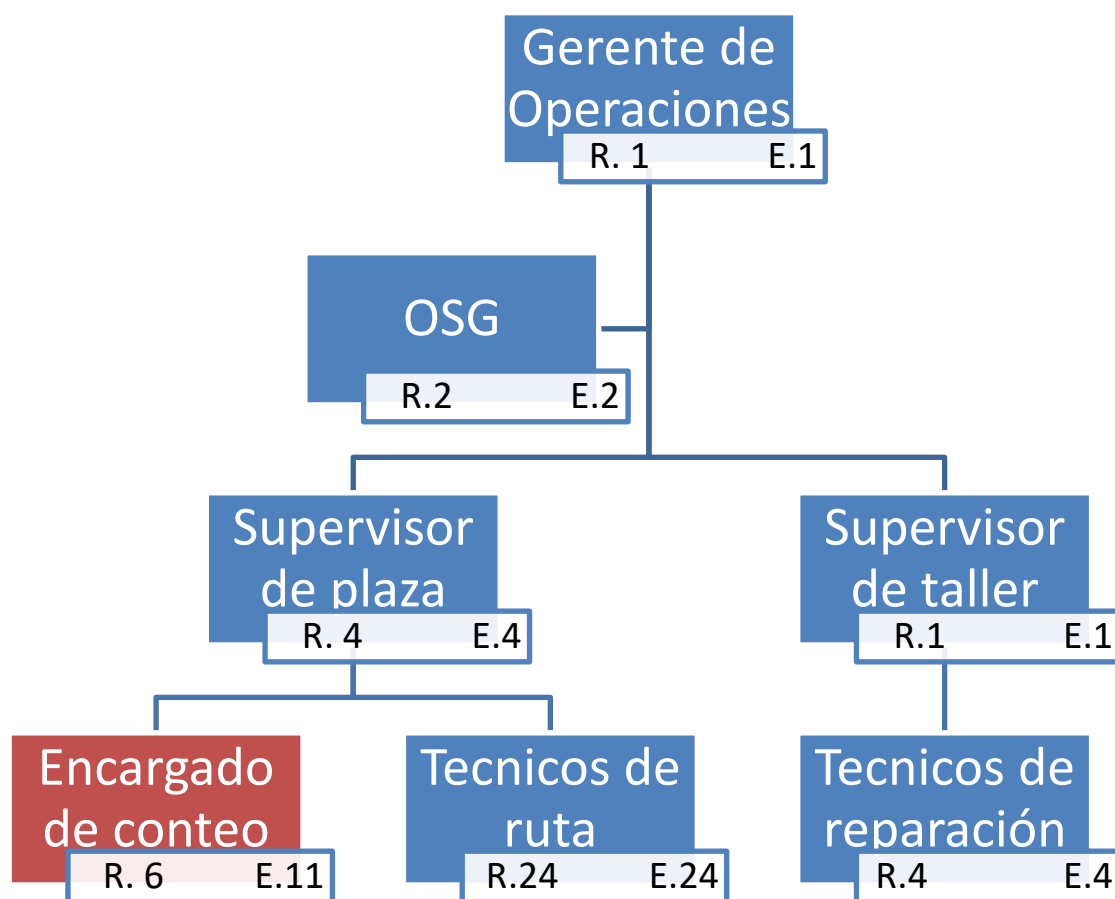 Gerente de
Operaciones
R. 1 E.1
OSG
R.2 E.2
Supervisor
de plaza
R. 4 E.4
Supervisor
de taller
R.1 E.1
Encargado
de conteo
R. 6 E.11
Tecnicos de
ruta
R.24 E.24
Tecnicos de
reparación
R.4 E.4